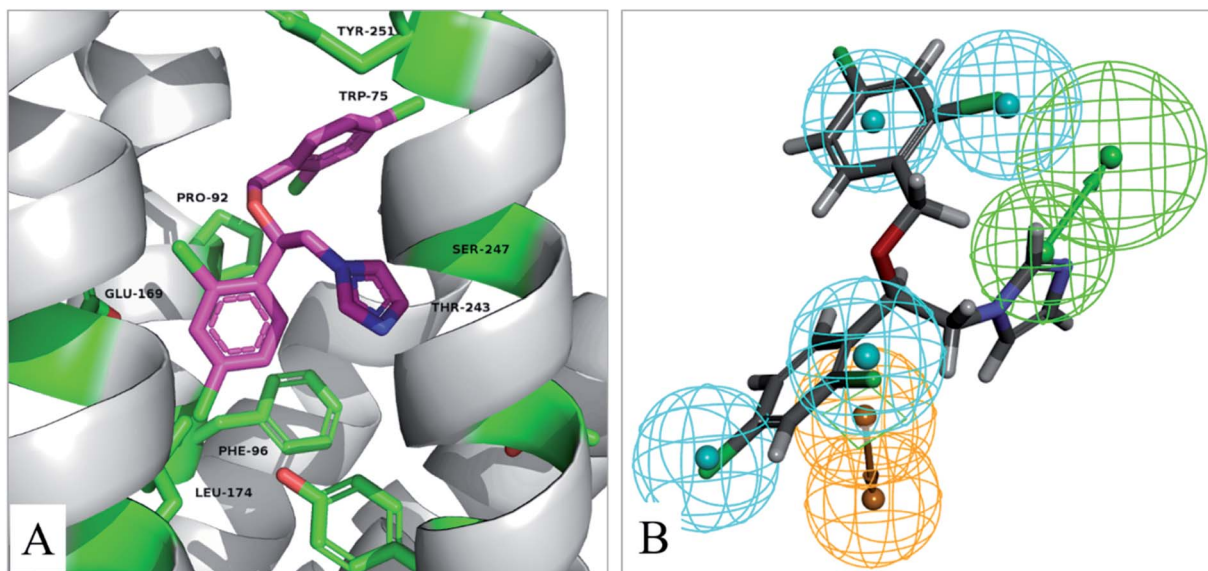 TYR-251
TRP-75
PRO-92
SER-247
GLU-169
THR-243
PHE-96
LEU-174
A
B